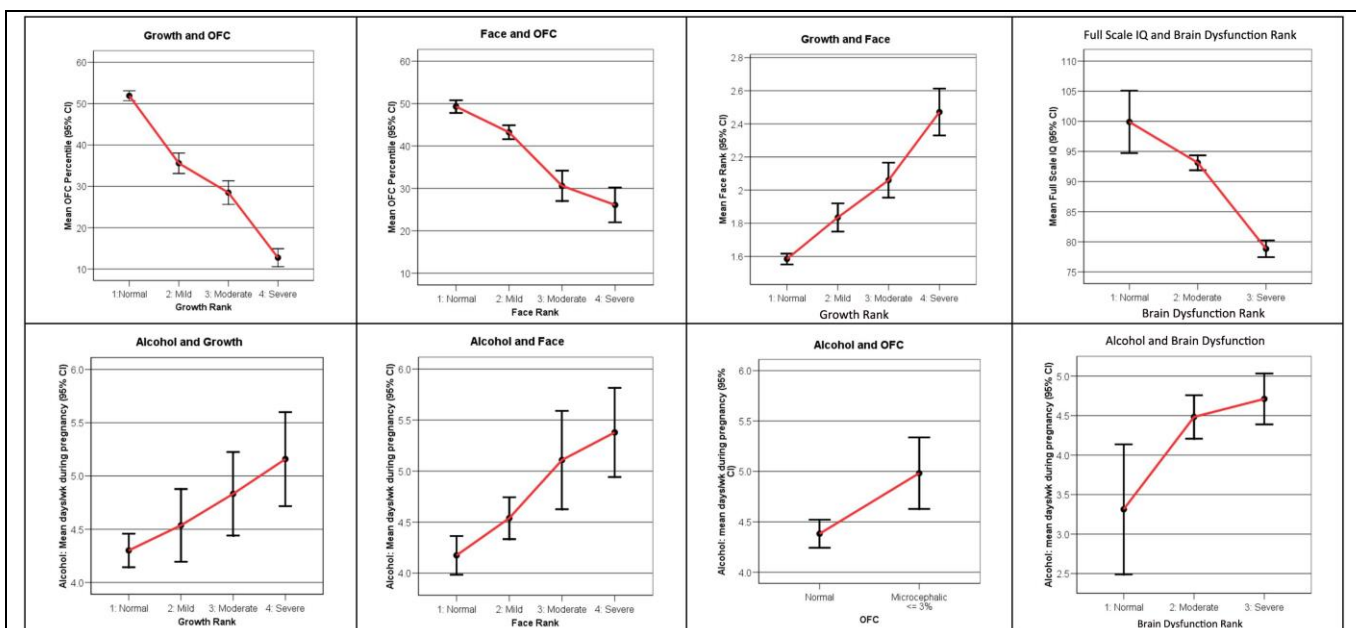 Growth and OFC
Mean OFC Percentile (95% CI)
60
50
40
30
20
10
1:Normal 2: Mild 3: Moderate 4: Severe
Growth Rank
Face and OFC
Mean OFC Percentile (95% CI)
60
50
40
30
20
10
1: Normal 2: Mild 3: Moderate 4: Severe
Face Rank
Growth and Face
Mean Face Rank (95% CI)
2.8
2.6
2.4
2.2
2
1.8
1.6
1: Normal 2: Mild 3: Moderate 4: Severe
Growth Rank
Full Scale IQ and Brain Dysfunction Rank
Mean Full Scale IQ (95% CI)
110
105
100
95
90
85
80
75
1: Normal 2: Moderate 3: Severe
Brain Dysfunction Rank
Alcohol and Growth
Alcohol: Mean days/wk during pregnancy (95% CI)
6.0
5.5
5.0
4.5
4.0
1: Normal 2: Mild 3: Moderate 4: Severe
Growth Rank
Alcohol and Face
Alcohol: Mean days/wk during pregnancy (95% CI)
6.0
5.5
5.0
4.5
4.0
1: Normal 2: Mild 3: Moderate 4: Severe
Face Rank
Alcohol and OFC
Alcohol: mean days/wk during pregnancy (95%
CI)
6.0
5.5
5.0
4.5
4.0
Normal Microcephalic
<= 3%
OFC
Alcohol and Brain Dysfunction
Alcohol: mean days/wk during pregnancy (95% CI)
5.0
4.5
4.0
3.5
3.0
2.5
1: Normal 2: Moderate 3: Severe
Brain Dysfunction Rank